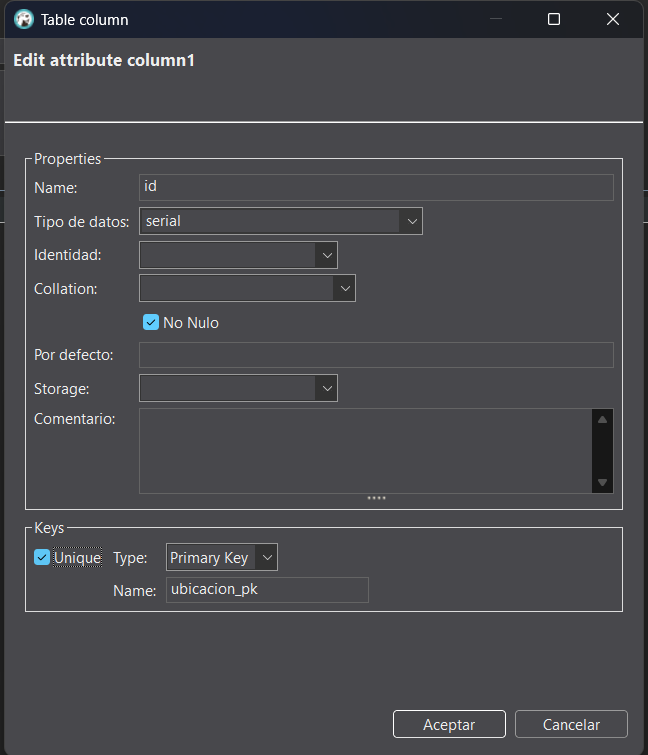 Table column
Edit attribute column1
Properties
Name: id
Tipo de datos: serial
Identidad:
Collation:
No Nulo
Por defecto:
Storage:
Comentario:
Keys
Unique Type: Primary Key
Name: ubicacion_pk
Aceptar Cancelar